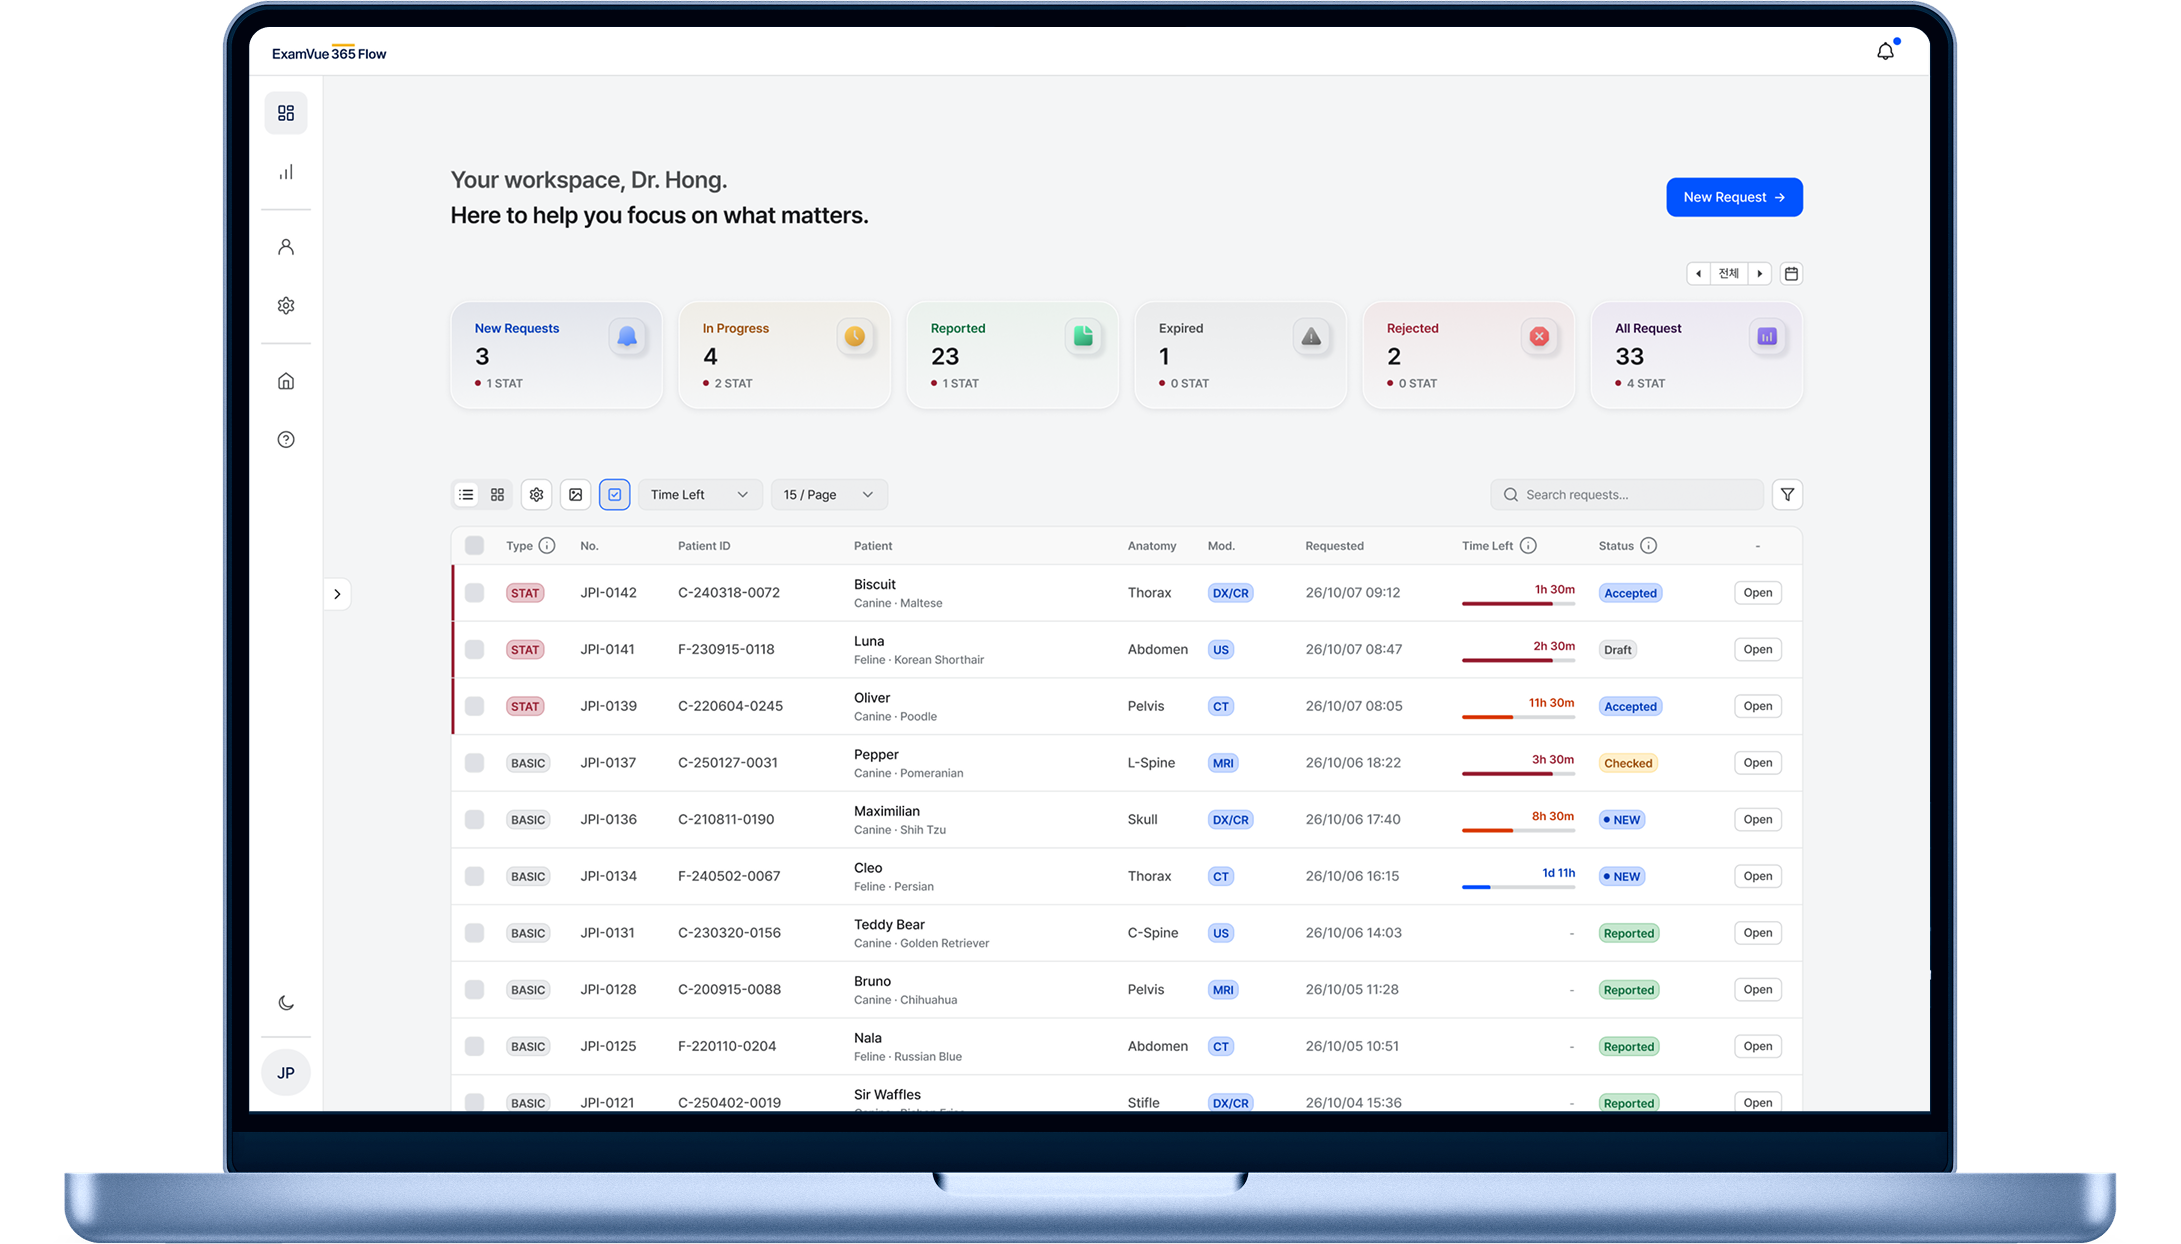 ExamVue 365 Flow
Your workspace, Dr. Hong.
Here to help you focus on what matters.
New Request →
전체
New Requests
3
1 STAT
In Progress
4
2 STAT
Reported
23
1 STAT
Expired
1
0 STAT
Rejected
2
0 STAT
All Request
33
4 STAT
Time Left
15 / Page
Search requests...
Type No. Patient ID Patient Anatomy Mod. Requested Time Left Status -
STAT JPI-0142 C-240318-0072 Biscuit Thorax DX/CR 26/10/07 09:12 1h 30m Accepted Open
Canine · Maltese
STAT JPI-0141 F-230915-0118 Luna Abdomen US 26/10/07 08:47 2h 30m Draft Open
Feline · Korean Shorthair
STAT JPI-0139 C-220604-0245 Oliver Pelvis CT 26/10/07 08:05 11h 30m Accepted Open
Canine · Poodle
BASIC JPI-0137 C-250127-0031 Pepper L-Spine MRI 26/10/06 18:22 3h 30m Checked Open
Canine · Pomeranian
BASIC JPI-0136 C-210811-0190 Maximilian Skull DX/CR 26/10/06 17:40 8h 30m NEW Open
Canine · Shih Tzu
BASIC JPI-0134 F-240502-0067 Cleo Thorax CT 26/10/06 16:15 1d 11h NEW Open
Feline · Persian
BASIC JPI-0131 C-230320-0156 Teddy Bear C-Spine US 26/10/06 14:03 - Reported Open
Canine · Golden Retriever
BASIC JPI-0128 C-200915-0088 Bruno Pelvis MRI 26/10/05 11:28 - Reported Open
Canine · Chihuahua
BASIC JPI-0125 F-220110-0204 Nala Abdomen CT 26/10/05 10:51 - Reported Open
Feline · Russian Blue
BASIC JPI-0121 C-250402-0019 Sir Waffles Stifle DX/CR 26/10/04 15:36 - Reported Open
JP